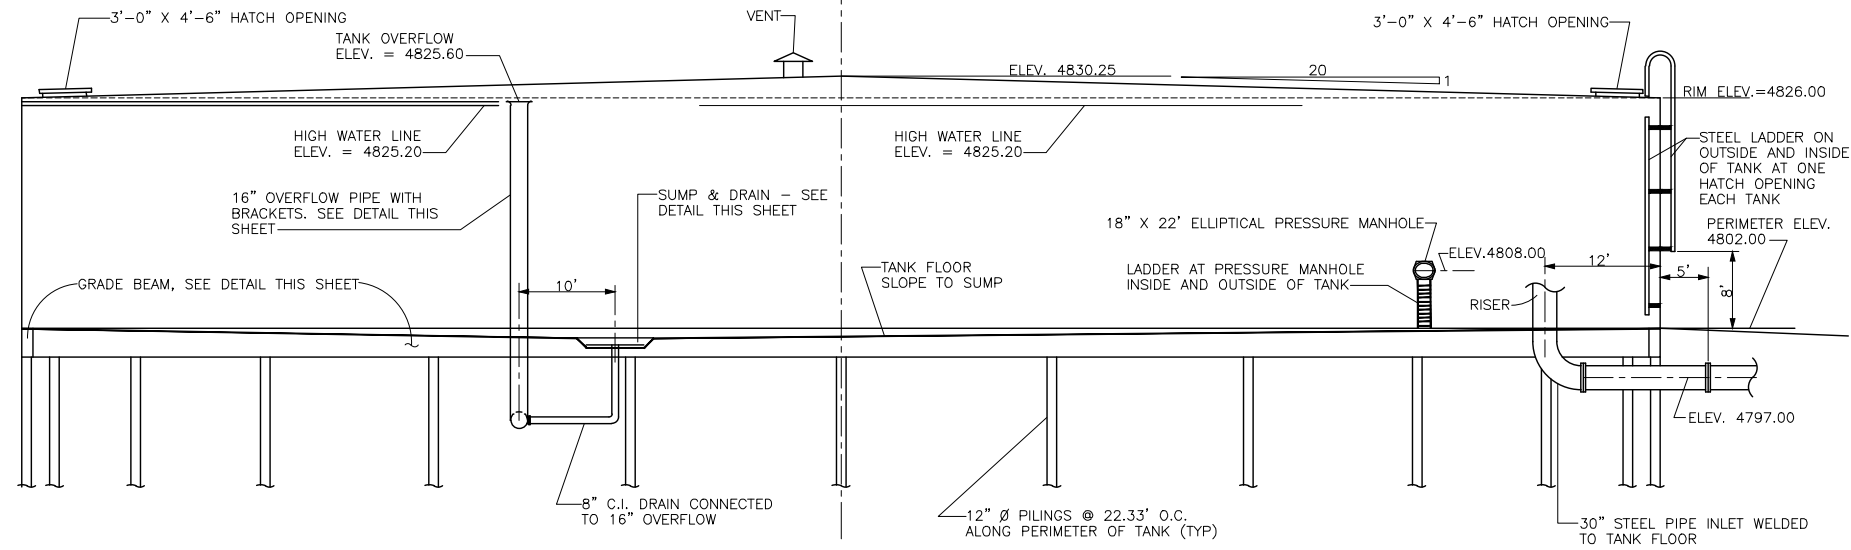 3'-0" X 4'-6" HATCH OPENING
TANK OVERFLOW
ELEV. = 4825.60
VENT
3'-0" X 4'-6" HATCH OPENING
ELEV. 4830.25
20
1
RIM ELEV.=4826.00
HIGH WATER LINE
ELEV. = 4825.20
HIGH WATER LINE
ELEV. = 4825.20
STEEL LADDER ON
OUTSIDE AND INSIDE
OF TANK AT ONE
HATCH OPENING
EACH TANK
16" OVERFLOW PIPE WITH
BRACKETS. SEE DETAIL THIS
SHEET
SUMP & DRAIN - SEE
DETAIL THIS SHEET
18" X 22' ELLIPTICAL PRESSURE MANHOLE
PERIMETER ELEV.
4802.00
ELEV.4808.00
12'
5'
8'
TANK FLOOR
SLOPE TO SUMP
LADDER AT PRESSURE MANHOLE
INSIDE AND OUTSIDE OF TANK
GRADE BEAM, SEE DETAIL THIS SHEET
10'
RISER
ELEV. 4797.00
8" C.I. DRAIN CONNECTED
TO 16" OVERFLOW
12" Ø PILINGS @ 22.33' O.C.
ALONG PERIMETER OF TANK (TYP)
30" STEEL PIPE INLET WELDED
TO TANK FLOOR